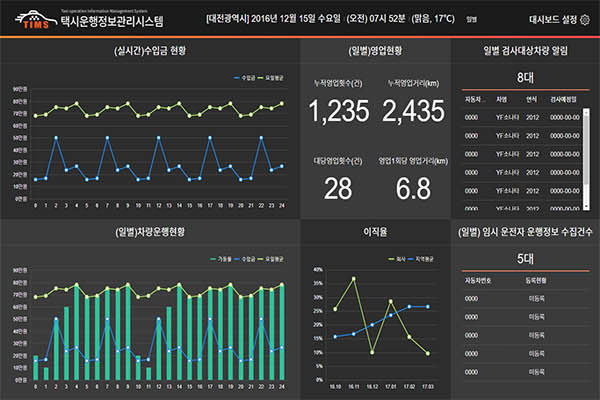 Taxi operation Information Management System
TIMS 택시운행정보관리시스템
[대전광역시] 2016년 12월 15일 수요일 (오전) 07시 52분 (맑음, 17℃) 일별 대시보드 설정
(실시간)수입금 현황
수입금 요일평균
90만원
80만원
70만원
60만원
50만원
40만원
30만원
20만원
10만원
0만원
0 1 2 3 4 5 6 7 8 9 10 11 12 13 14 15 16 17 18 19 20 21 22 23 24
(일별)영업현황
누적영업횟수(건) 누적영업거리(km)
1,235 2,435
대당영업횟수(건) 영업1회당 영업거리(km)
28 6.8
일별 검사대상차량 알림
8대
자동차 .. 차명 연식 검사예정일
0000 YF소나타 2012 0000-00-00
0000 YF소나타 2012 0000-00-00
0000 YF소나타 2012 0000-00-00
0000 YF소나타 2012 0000-00-00
0000 YF소나타 2012 0000-00-00
0000 YF소나타 2012 0000-00-00
(일별)차량운행현황
가동률 수입금 요일평균
90만원
80만원
70만원
60만원
50만원
40만원
30만원
20만원
10만원
0만원
0 1 2 3 4 5 6 7 8 9 10 11 12 13 14 15 16 17 18 19 20 21 22 23 24
이직율
회사 지역평균
40%
35%
30%
25%
20%
15%
10%
5%
0%
16.10 16.11 16.12 17.01 17.02 17.03
(일별) 임시 운전자 운행정보 수집건수
5대
자동차번호 등록현황
0000 미등록
0000 미등록
0000 미등록
0000 미등록
0000 미등록